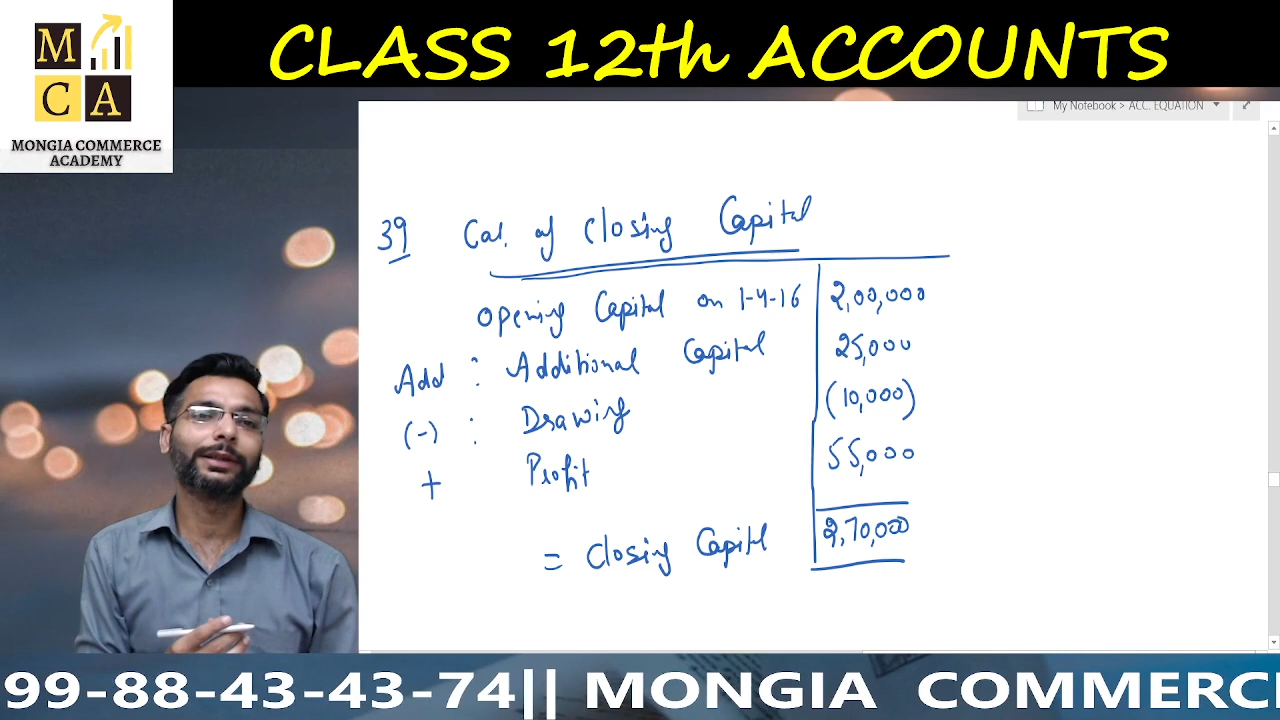 CLASS 12th ACCOUNTS
M
C A
MONGIA COMMERCE
ACADEMY
My Notebook > ACC. EQUATION
39 Cal. of Closing Capital
Opening Capital on 1-4-16 2,00,000
Add : Additional Capital 25,000
(-) : Drawing (10,000)
+ Profit 55,000
= Closing Capital 2,70,000
99-88-43-43-74|| MONGIA COMMERC